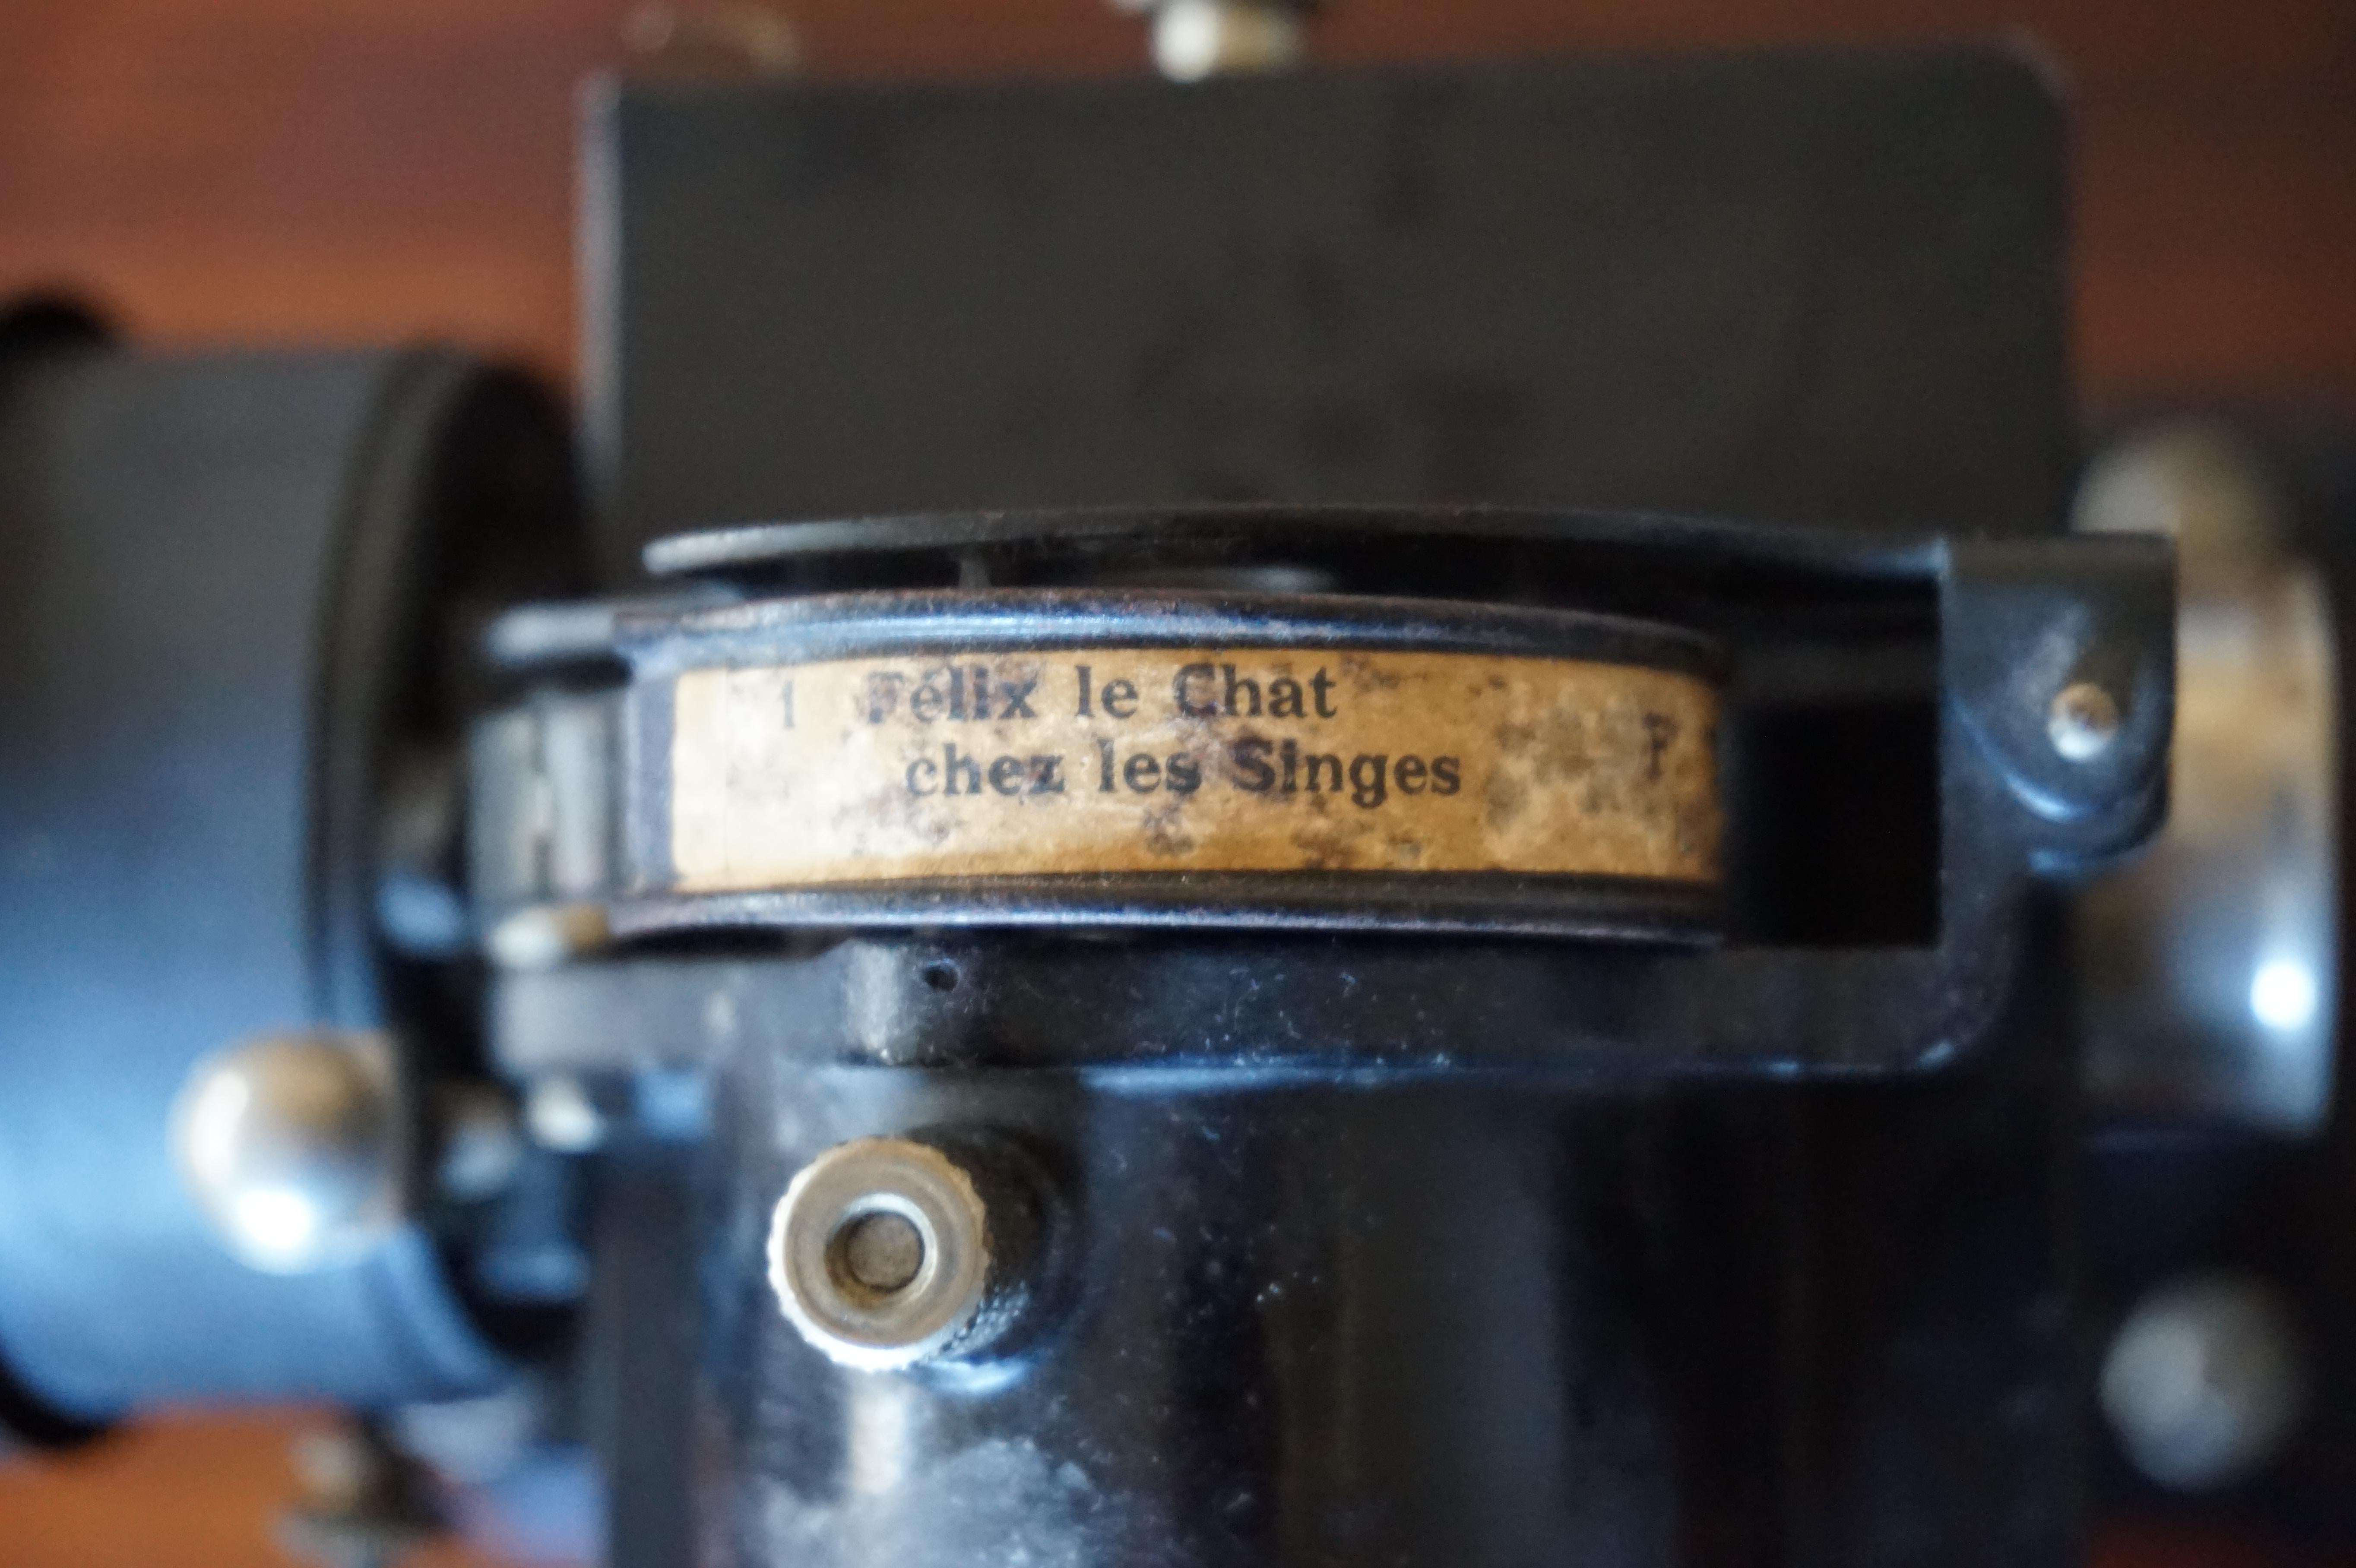 1 Félix le Chat F
chez les Singes